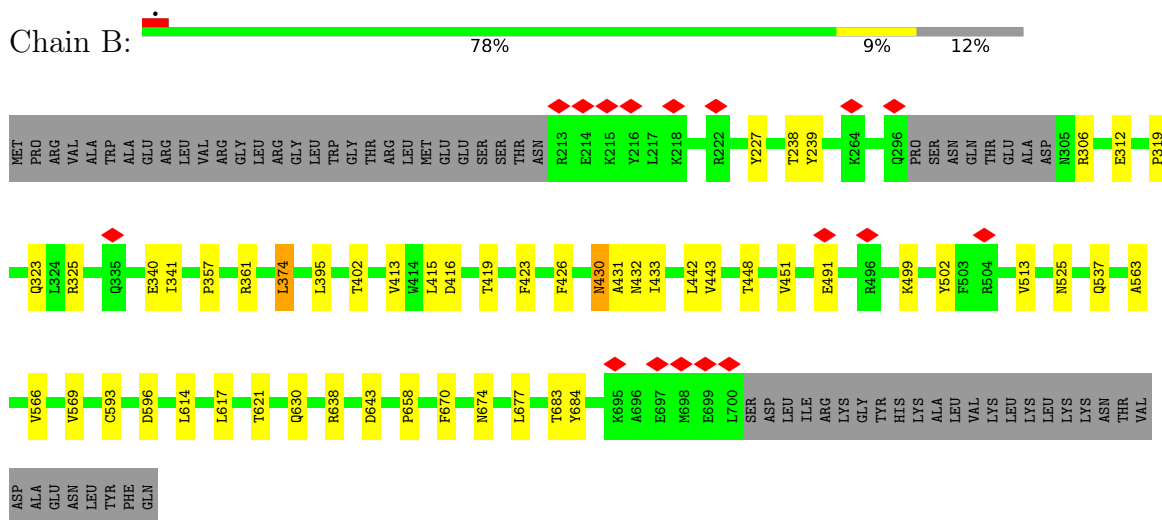 Chain B:
78% 9% 12%
MET PRO ARG VAL ALA TRP ALA GLU ARG LEU VAL ARG GLY LEU ARG GLY LEU TRP GLY THR ARG LEU MET GLU GLU SER SER THR ASN R213 E214 K215 Y216 L217 K218 R222 Y227 T238 Y239 K264 Q296 PRO SER ASN GLN THR GLU ALA ASP N305 R306 E312 P319
Q323 L324 R325 Q335 E340 I341 P357 R361 L374 L395 T402 V413 W414 L415 D416 T419 F423 F426 N430 A431 N432 I433 L442 V443 T448 V451 E491 R496 K499 Y502 F503 R504 V513 N525 Q537 A563
V566 V569 C593 D596 L614 L617 T621 Q630 R638 D643 P658 F670 N674 L677 T683 Y684 K695 A696 E697 M698 E699 L700 SER ASP LEU ILE ARG LYS GLY TYR HIS LYS ALA LEU VAL LYS LEU LYS LEU LYS LYS ASN THR VAL
ASP ALA GLU ASN LEU TYR PHE GLN